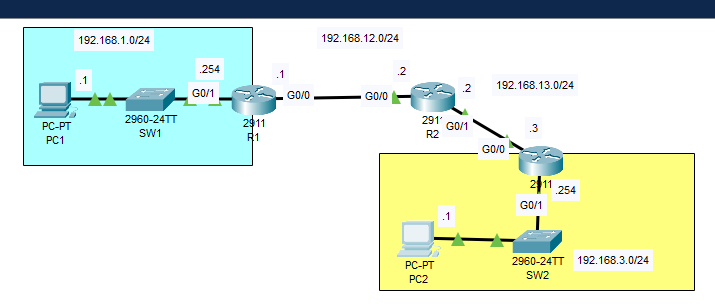 192.168.1.0/24
.1
PC-PT
PC1
2960-24TT
SW1
.254
G0/1
2911
R1
.1
G0/0
192.168.12.0/24
G0/0
.2
R2
.2
G0/1
192.168.13.0/24
G0/0
.3
2911
.254
G0/1
.1
PC-PT
PC2
2960-24TT
SW2
192.168.3.0/24